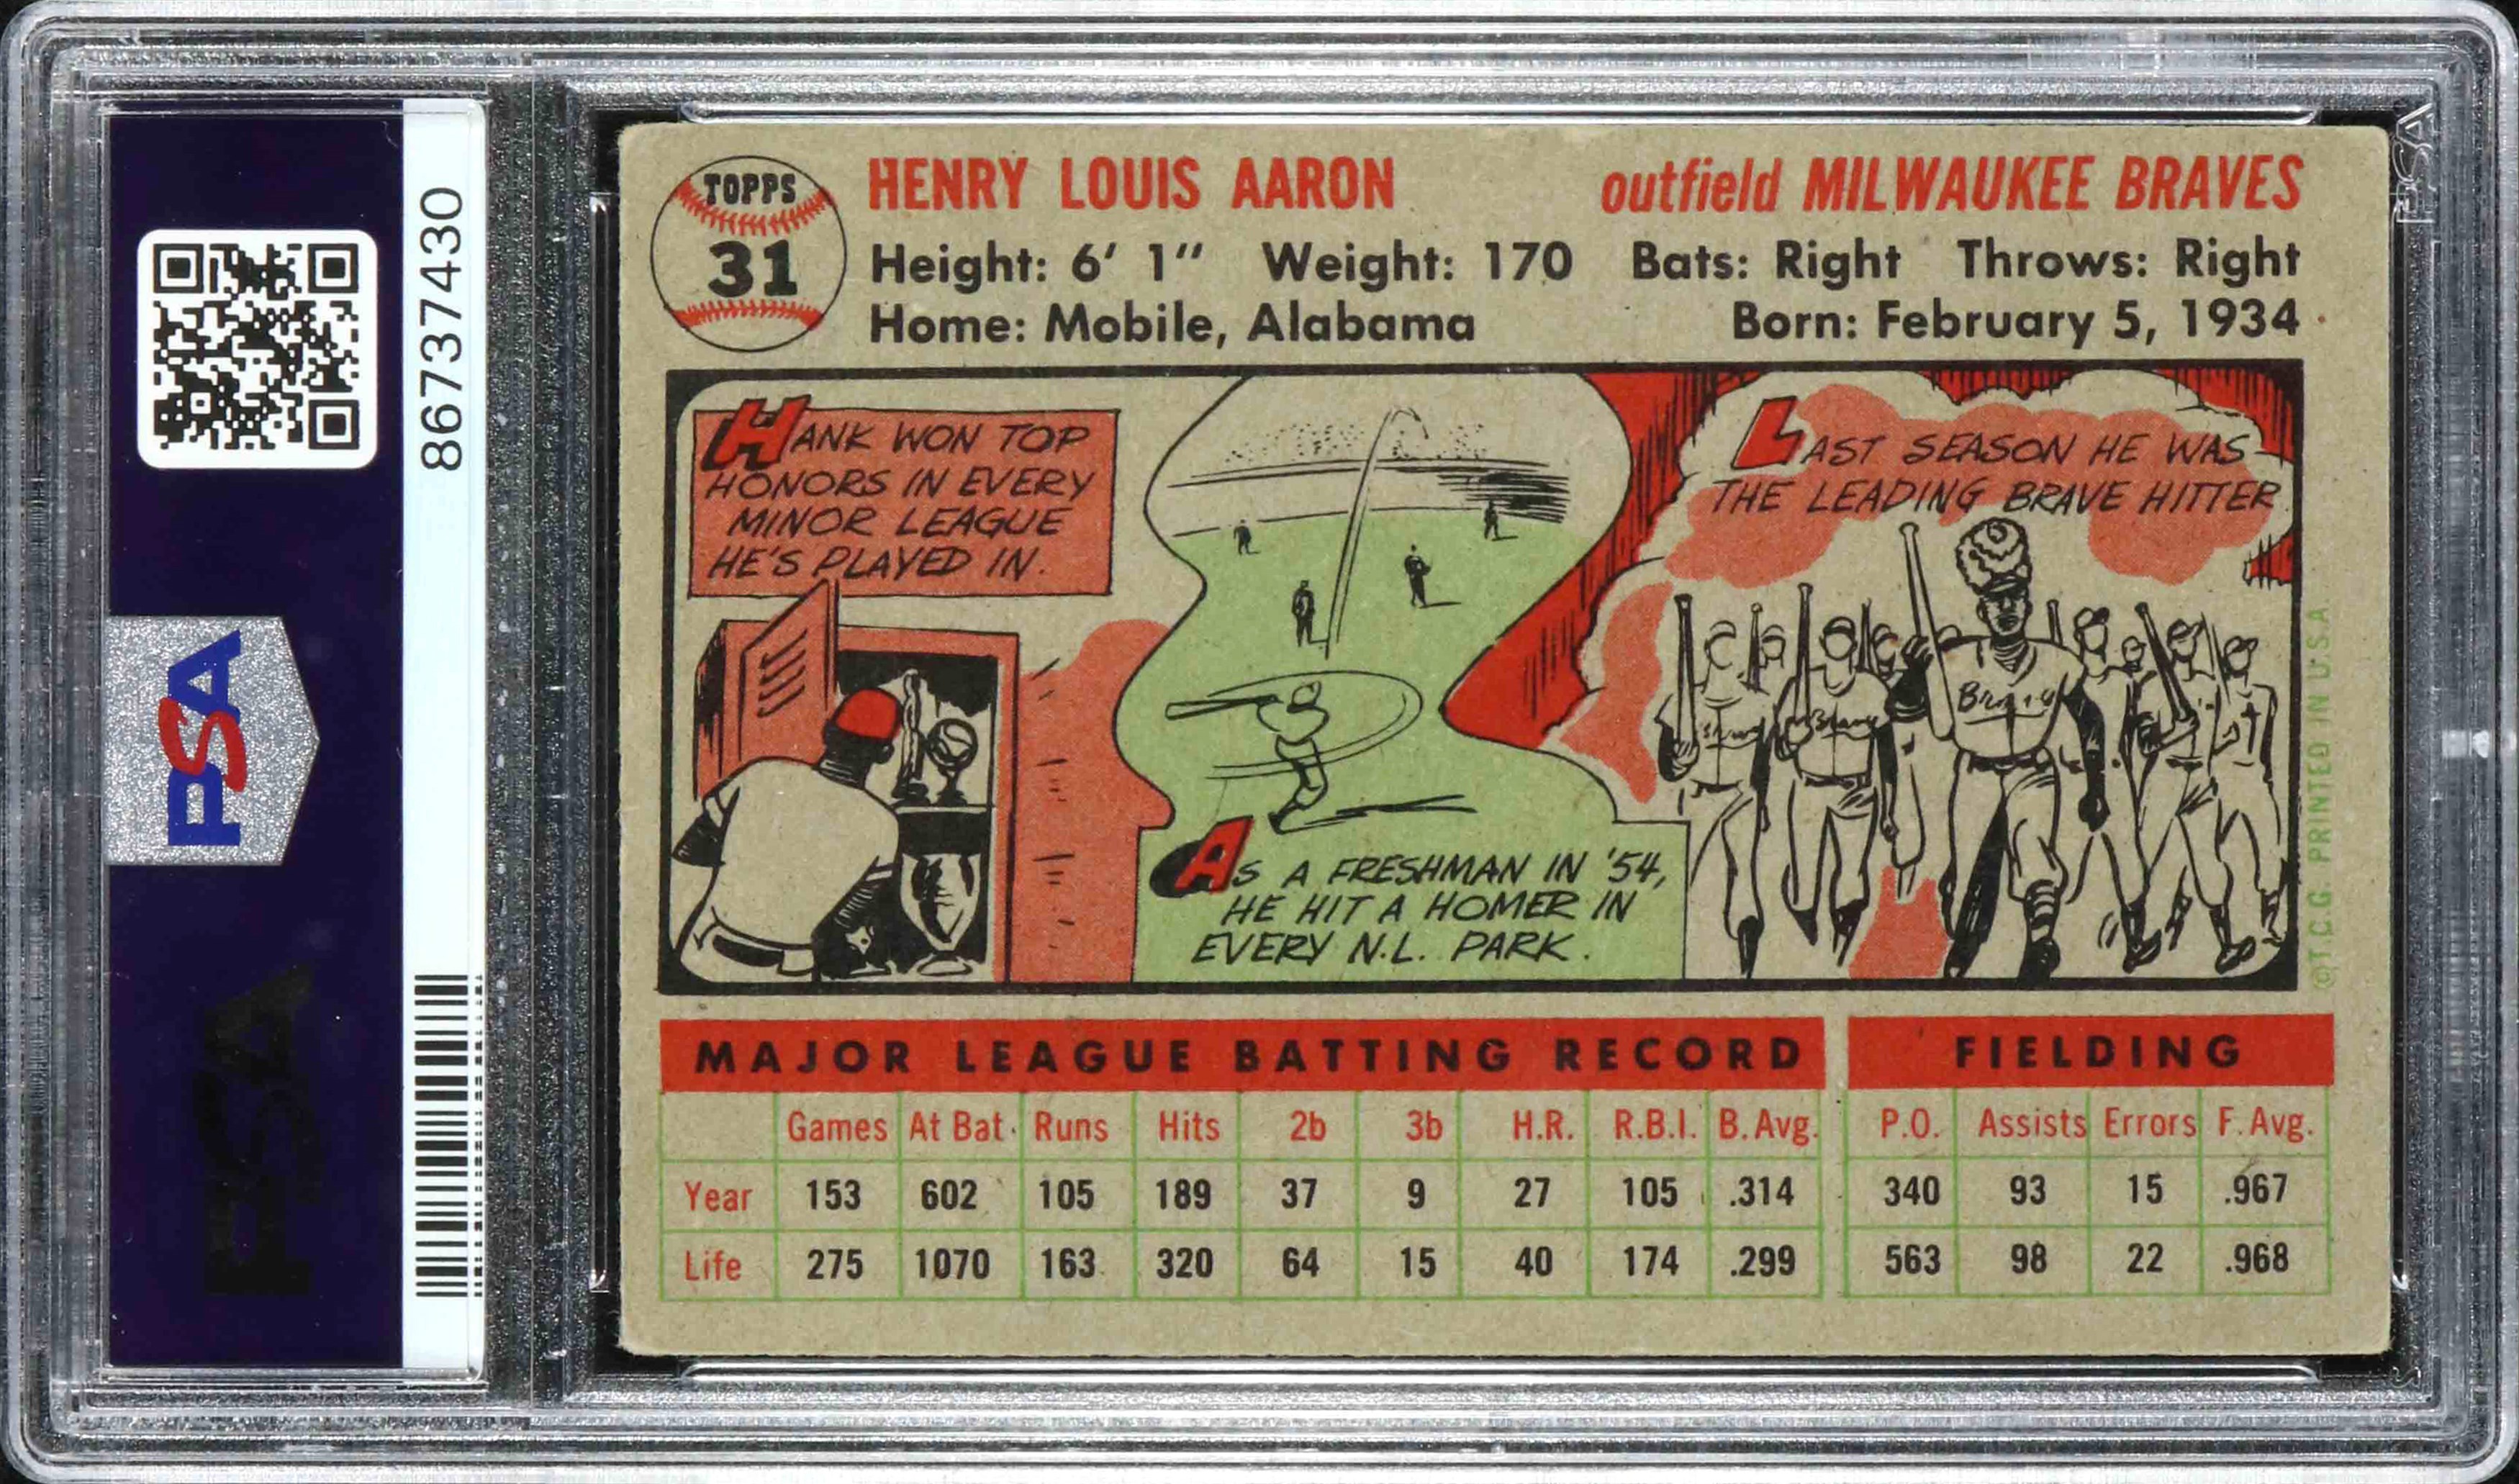 86737430
PSA
PSA
PSA
TOPPS
31
HENRY LOUIS AARON
outfield MILWAUKEE BRAVES
Height: 6' 1" Weight: 170 Bats: Right Throws: Right
Home: Mobile, Alabama Born: February 5, 1934
HANK WON TOP
HONORS IN EVERY
MINOR LEAGUE
HE'S PLAYED IN.
AS A FRESHMAN IN '54,
HE HIT A HOMER IN
EVERY N.L. PARK.
LAST SEASON HE WAS
THE LEADING BRAVE HITTER
©T.C.G. PRINTED IN U.S.A.
MAJOR LEAGUE BATTING RECORD FIELDING
Games At Bat Runs Hits 2b 3b H.R. R.B.I. B. Avg. P.O. Assists Errors F. Avg.
Year 153 602 105 189 37 9 27 105 .314 340 93 15 .967
Life 275 1070 163 320 64 15 40 174 .299 563 98 22 .968